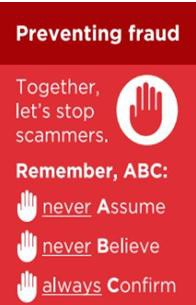 Preventing fraud
Together,
let's stop
scammers.
Remember, ABC:
never Assume
never Believe
always Confirm